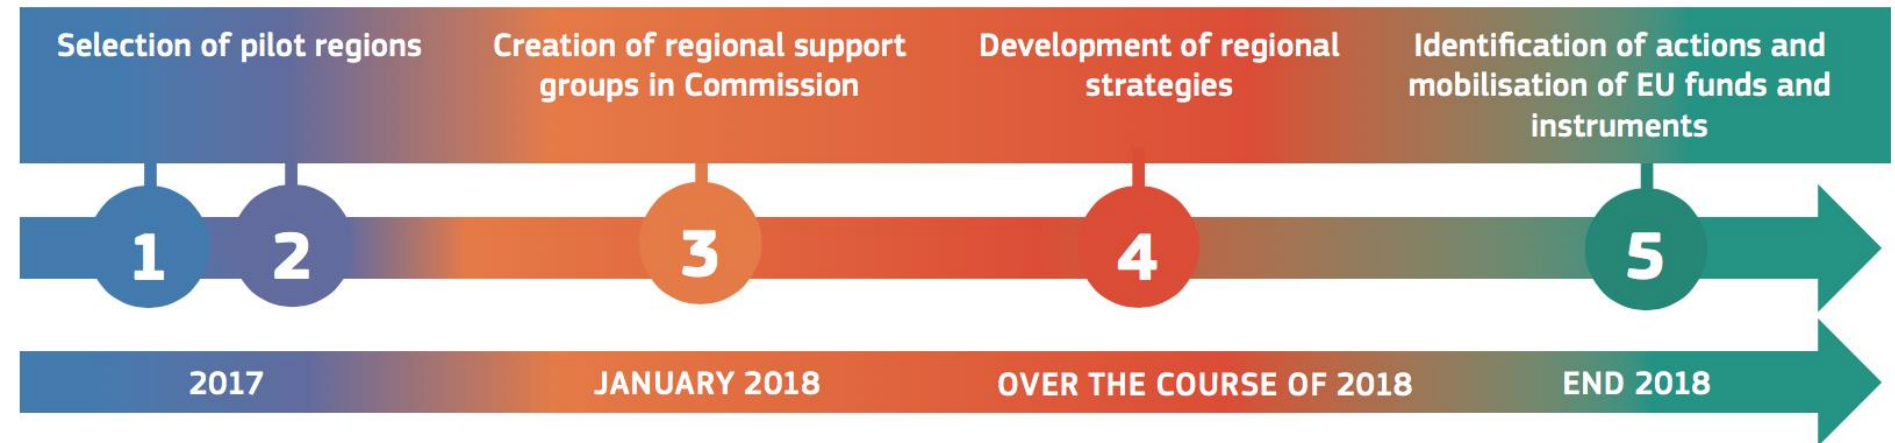 Selection of pilot regions
Creation of regional support
groups in Commission
Development of regional
strategies
Identification of actions and
mobilisation of EU funds and
instruments
1
2
3
4
5
2017
JANUARY 2018
OVER THE COURSE OF 2018
END 2018